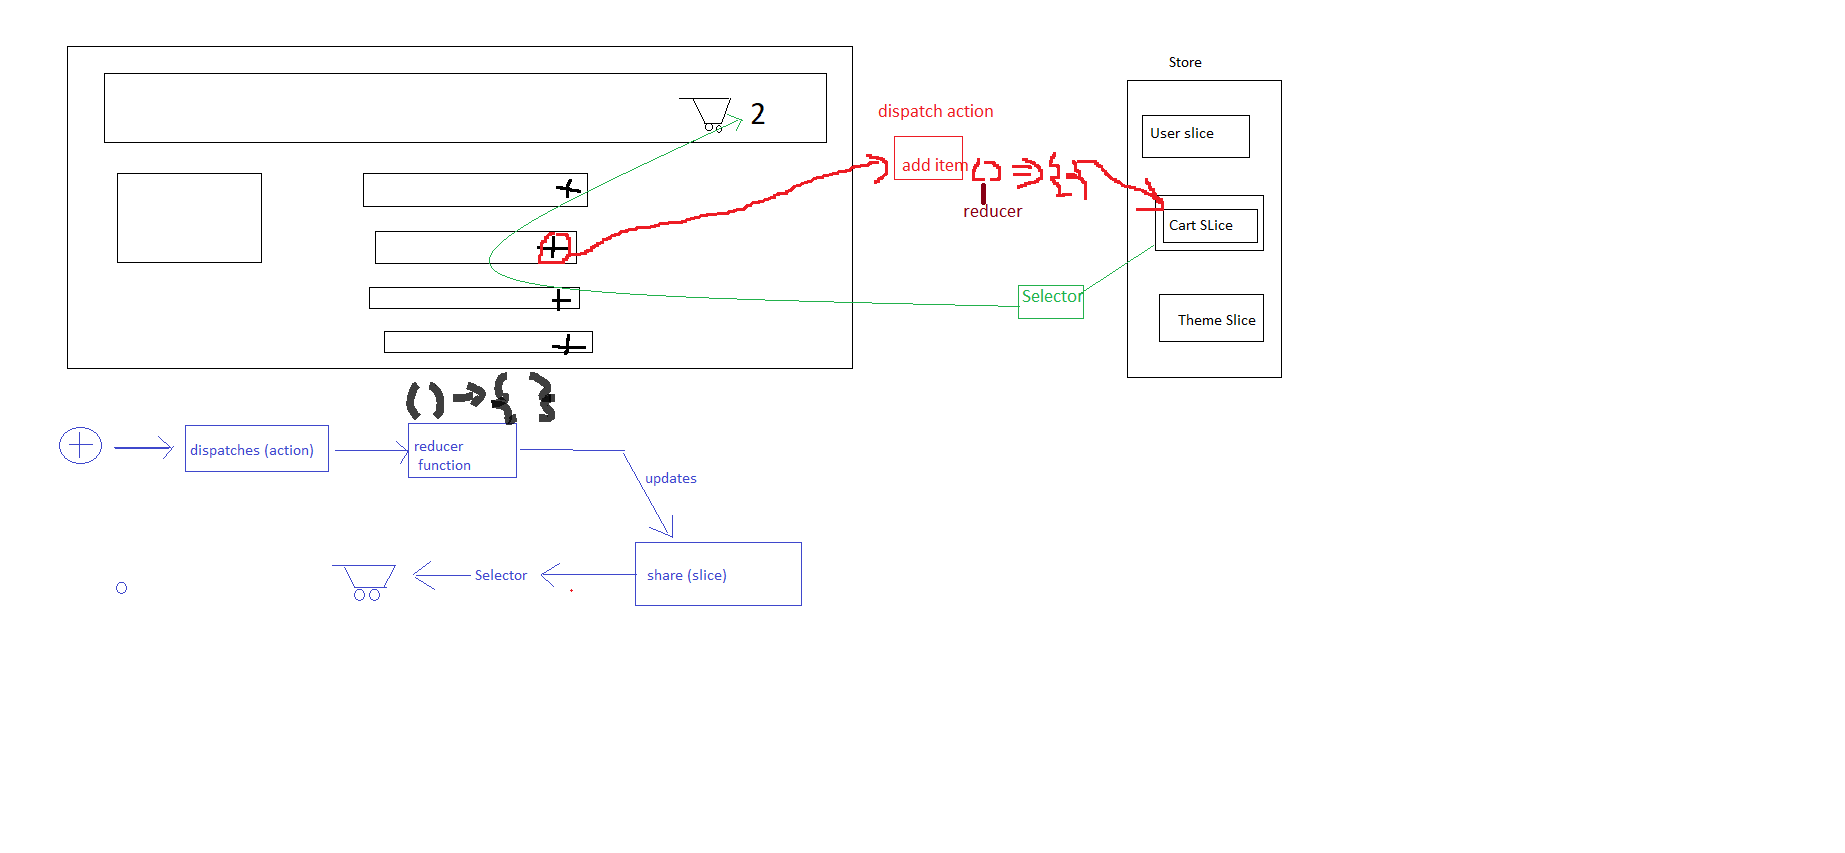 Store
2
dispatch action
User slice
add item () => {}
reducer
Cart SLice
Selector
Theme Slice
() -> { }
dispatches (action)
reducer
function
updates
Selector
share (slice)